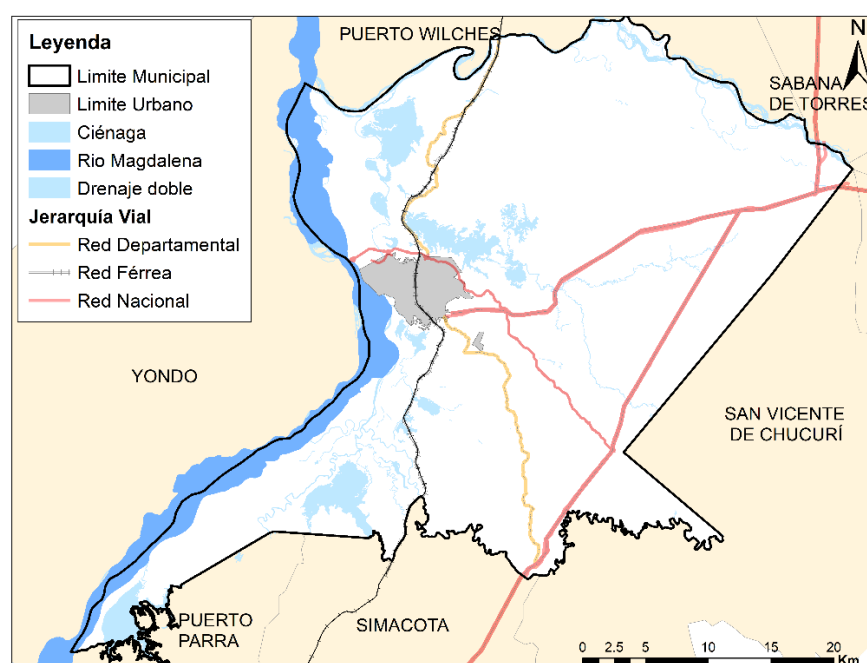 PUERTO WILCHES
N
SABANA
DE TORRES
Leyenda
Limite Municipal
Limite Urbano
Ciénaga
Rio Magdalena
Drenaje doble
Jerarquía Vial
Red Departamental
Red Férrea
Red Nacional
YONDO
SAN VICENTE
DE CHUCURÍ
PUERTO
PARRA
SIMACOTA
0 2.5 5 10 15 20
Km